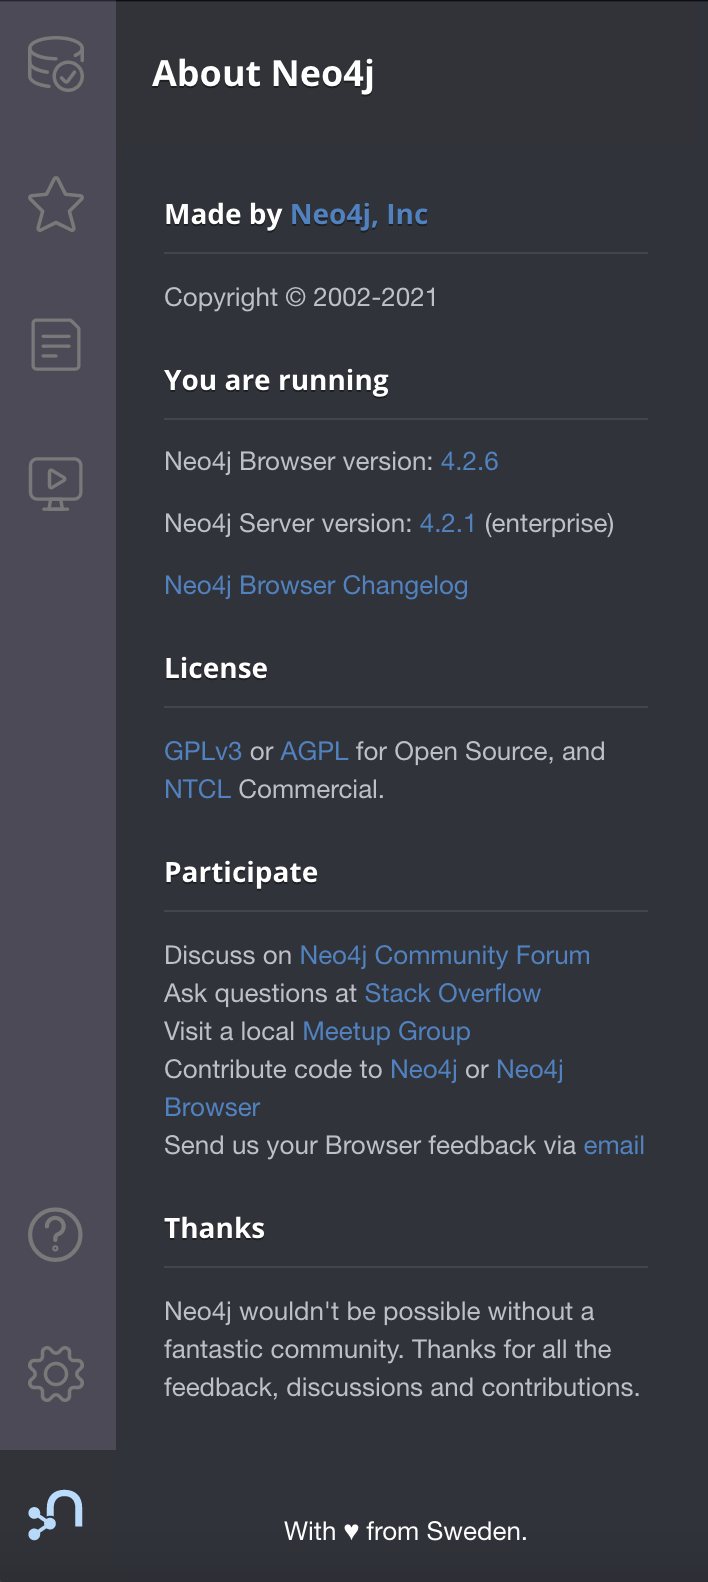 About Neo4j
Made by Neo4j, Inc
Copyright © 2002-2021
You are running
Neo4j Browser version: 4.2.6
Neo4j Server version: 4.2.1 (enterprise)
Neo4j Browser Changelog
License
GPLv3 or AGPL for Open Source, and
NTCL Commercial.
Participate
Discuss on Neo4j Community Forum
Ask questions at Stack Overflow
Visit a local Meetup Group
Contribute code to Neo4j or Neo4j
Browser
Send us your Browser feedback via email
Thanks
Neo4j wouldn't be possible without a
fantastic community. Thanks for all the
feedback, discussions and contributions.
With ♥ from Sweden.